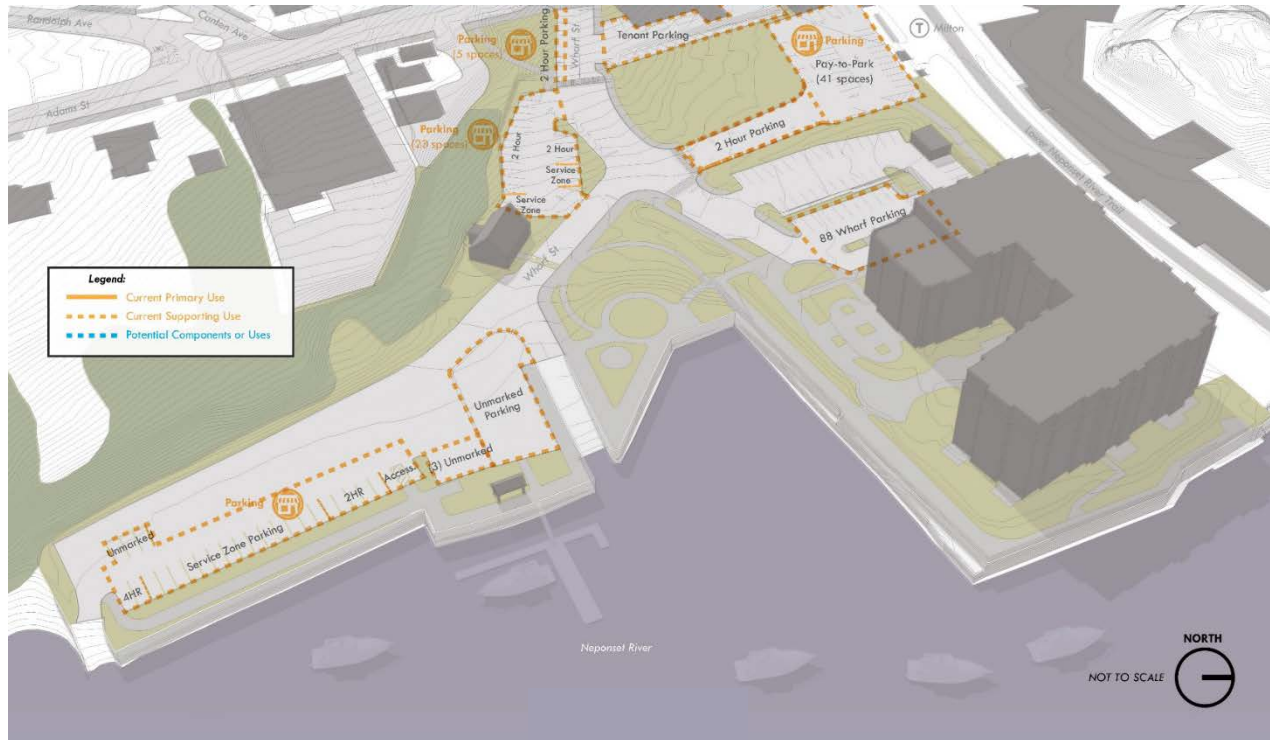 Randolph Ave
Canton Ave
Adams St
Parking
(5 spaces)
2 Hour Parking
Wharf St
Tenant Parking
Parking
Pay-to-Park
(41 spaces)
T Milton
Lower Neponset River Trail
Parking
(23 spaces)
2 Hour
2 Hour
Service
Zone
Service
Zone
2 Hour Parking
88 Wharf Parking
Wharf St
Legend:
Current Primary Use
Current Supporting Use
Potential Components or Uses
Unmarked
Parking
(3) Unmarked
Access.
2HR
Parking
Service Zone Parking
Unmarked
4HR
Neponset River
NORTH
NOT TO SCALE